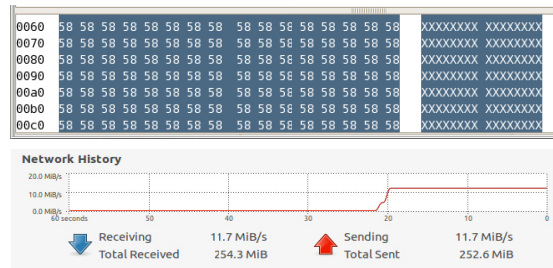 0060 58 58 58 58 58 58 58 58 58 58 58 58 58 58 58 58 XXXXXXXX XXXXXXXX
0070 58 58 58 58 58 58 58 58 58 58 58 58 58 58 58 58 XXXXXXXX XXXXXXXX
0080 58 58 58 58 58 58 58 58 58 58 58 58 58 58 58 58 XXXXXXXX XXXXXXXX
0090 58 58 58 58 58 58 58 58 58 58 58 58 58 58 58 58 XXXXXXXX XXXXXXXX
00a0 58 58 58 58 58 58 58 58 58 58 58 58 58 58 58 58 XXXXXXXX XXXXXXXX
00b0 58 58 58 58 58 58 58 58 58 58 58 58 58 58 58 58 XXXXXXXX XXXXXXXX
00c0 58 58 58 58 58 58 58 58 58 58 58 58 58 58 58 58 XXXXXXXX XXXXXXXX
Network History
20.0 MiB/s
10.0 MiB/s
0.0 MiB/s
60 seconds 50 40 30 20 10 0
Receiving 11.7 MiB/s Sending 11.7 MiB/s
Total Received 254.3 MiB Total Sent 252.6 MiB